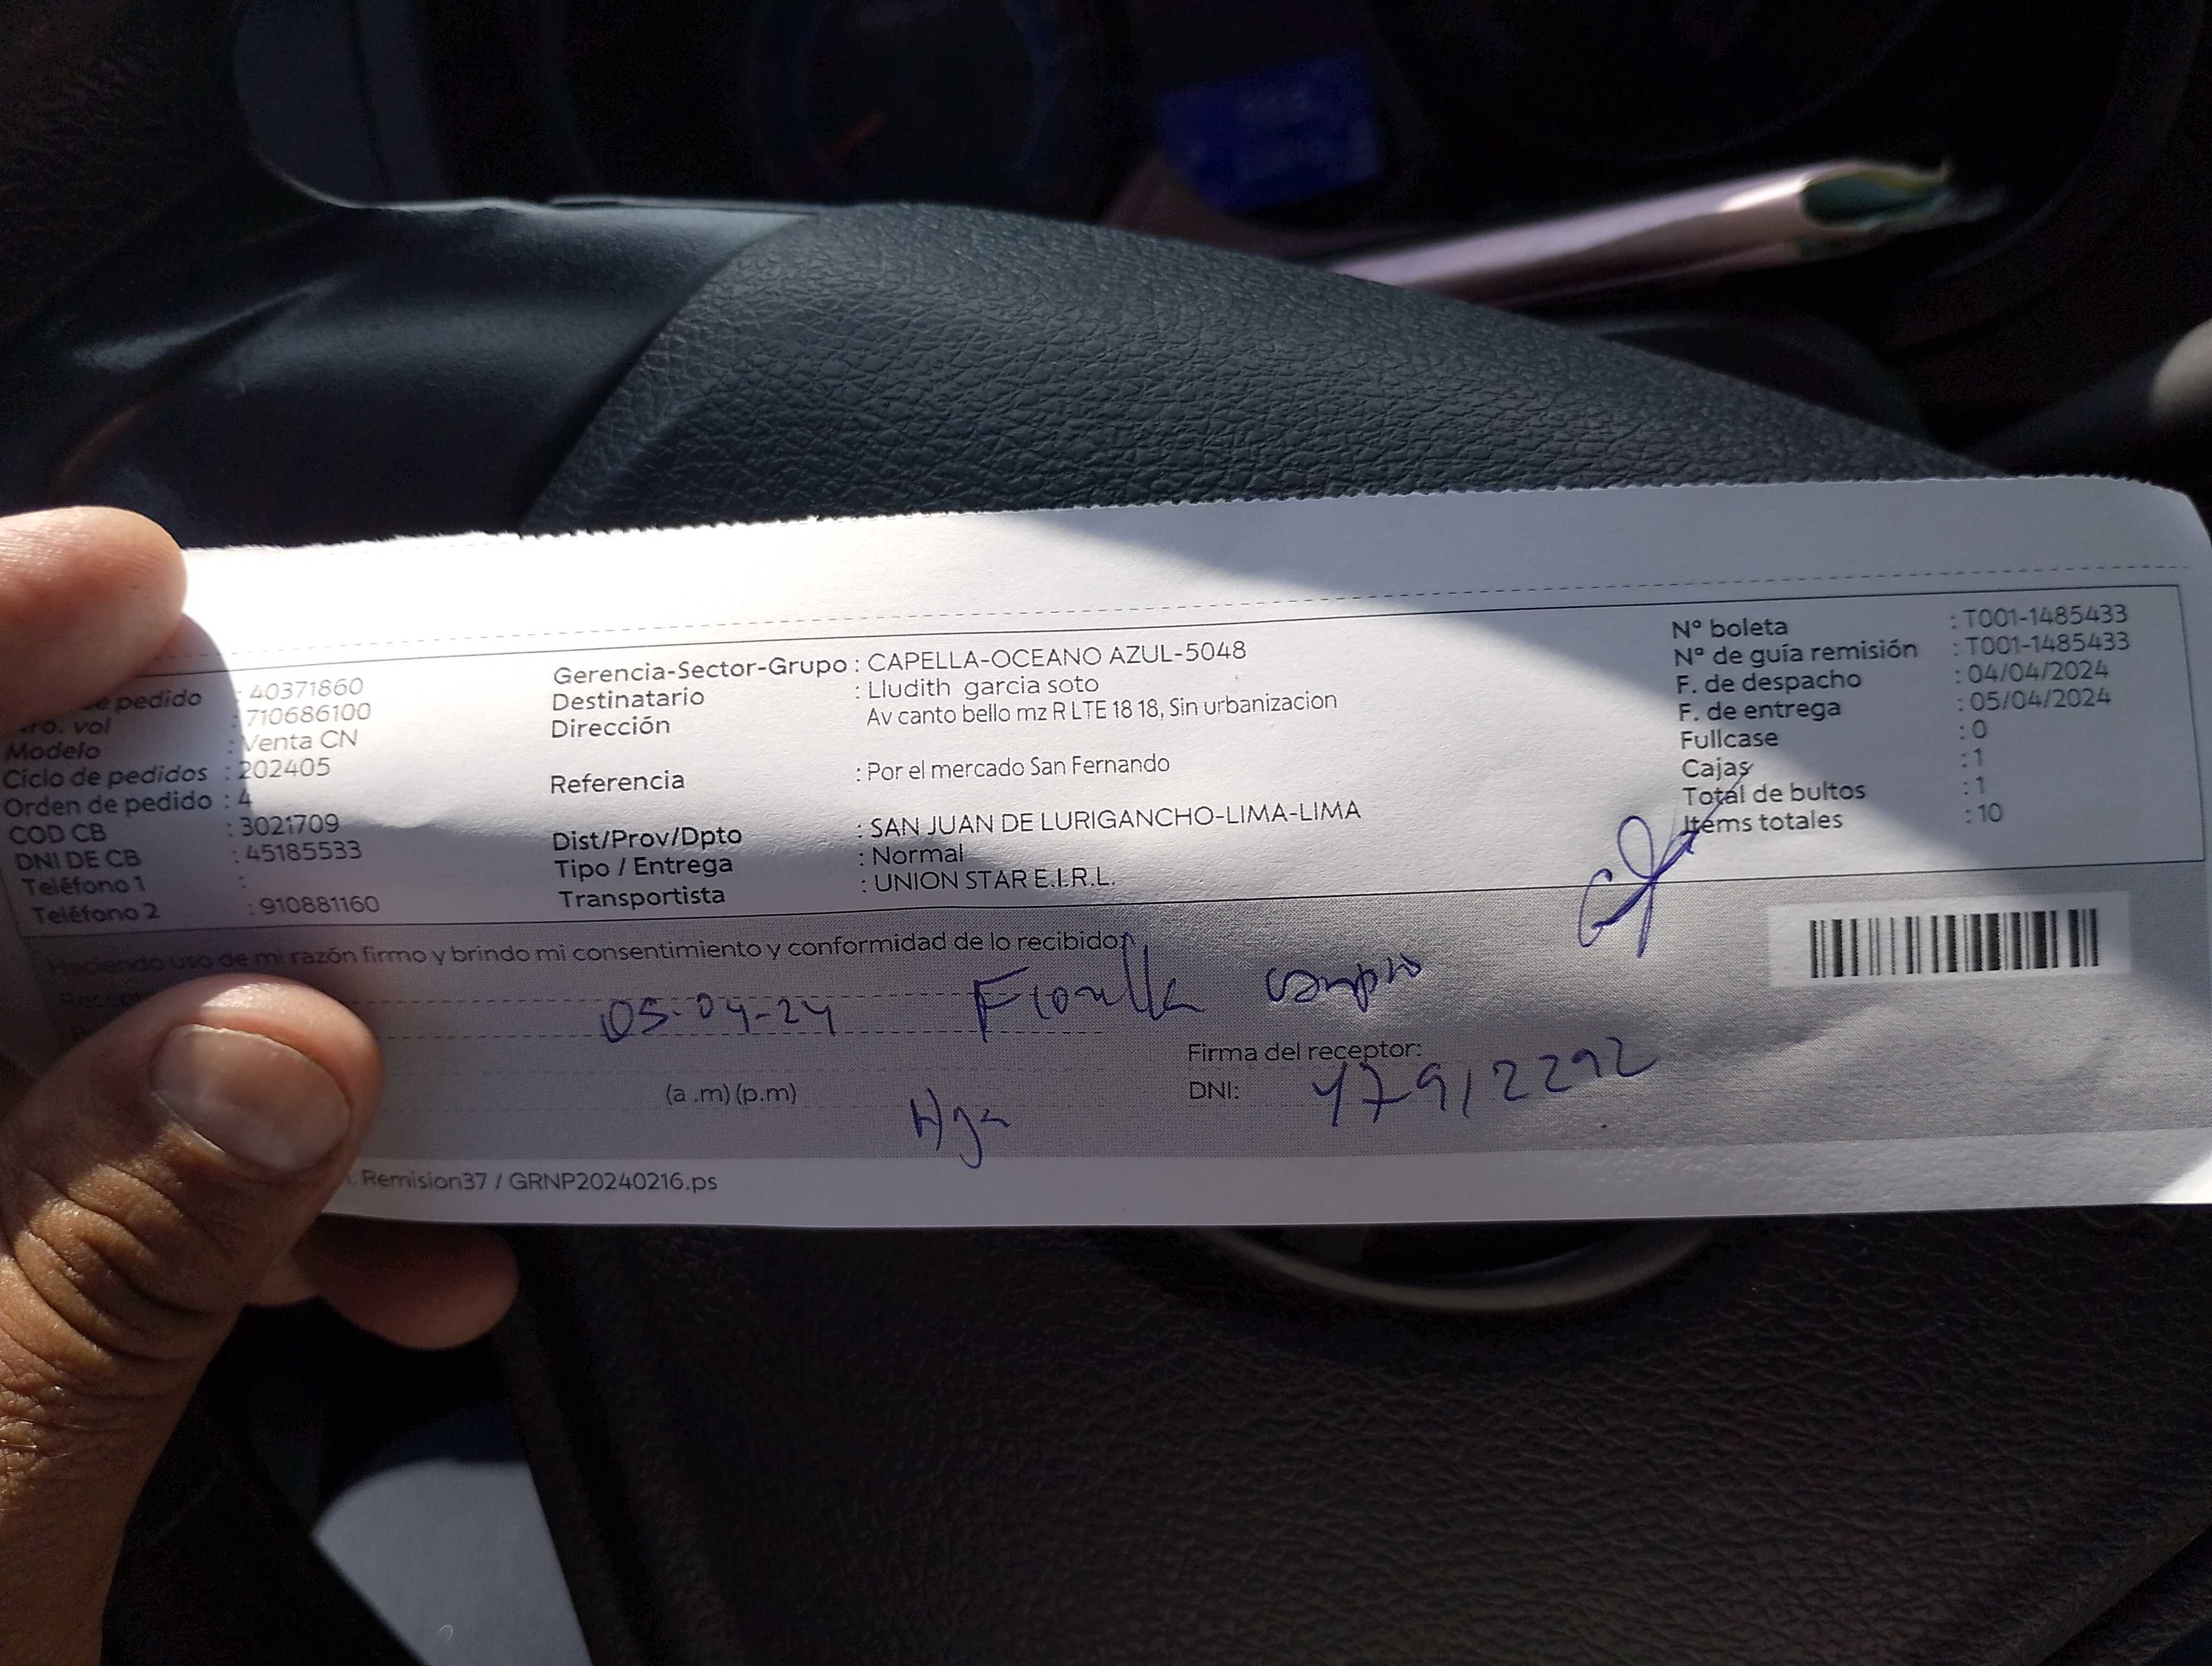 de pedido : 40371860
ro. vol : 710686100
Modelo : Venta CN
Ciclo de pedidos : 202405
Orden de pedido : 4
COD CB : 3021709
DNI DE CB : 45185533
Teléfono 1 :
Teléfono 2 : 910881160
Gerencia-Sector-Grupo : CAPELLA-OCEANO AZUL-5048
Destinatario : Lludith garcia soto
Dirección Av canto bello mz R LTE 18 18, Sin urbanizacion
Referencia : Por el mercado San Fernando
Dist/Prov/Dpto : SAN JUAN DE LURIGANCHO-LIMA-LIMA
Tipo / Entrega : Normal
Transportista : UNION STAR E.I.R.L.
N° boleta : T001-1485433
N° de guía remisión : T001-1485433
F. de despacho : 04/04/2024
F. de entrega : 05/04/2024
Fullcase : 0
Cajas : 1
Total de bultos : 1
Items totales : 10
Haciendo uso de mi razón firmo y brindo mi consentimiento y conformidad de lo recibido
05-04-24 Fiorella
Firma del receptor:
(a .m) (p.m)
DNI: 47912292
Remision37 / GRNP20240216.ps